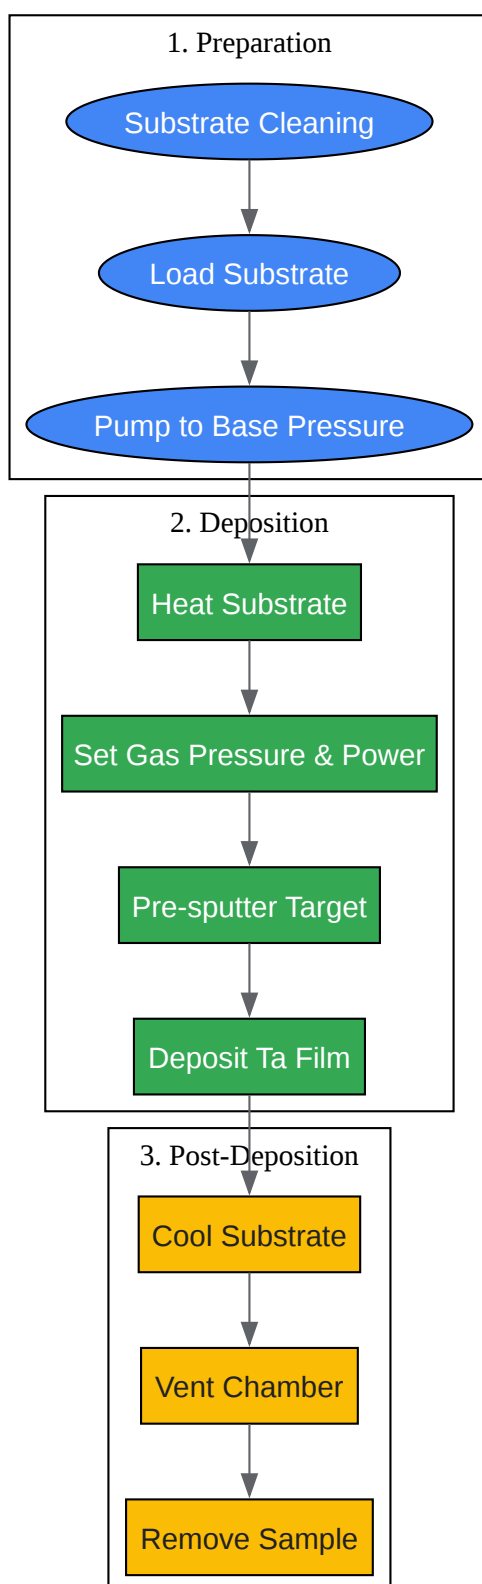 1. Preparation
Substrate Cleaning
Load Substrate
Pump to Base Pressure
2. Deposition
Heat Substrate
Set Gas Pressure & Power
Pre-sputter Target
Deposit Ta Film
3. Post-Deposition
Cool Substrate
Vent Chamber
Remove Sample